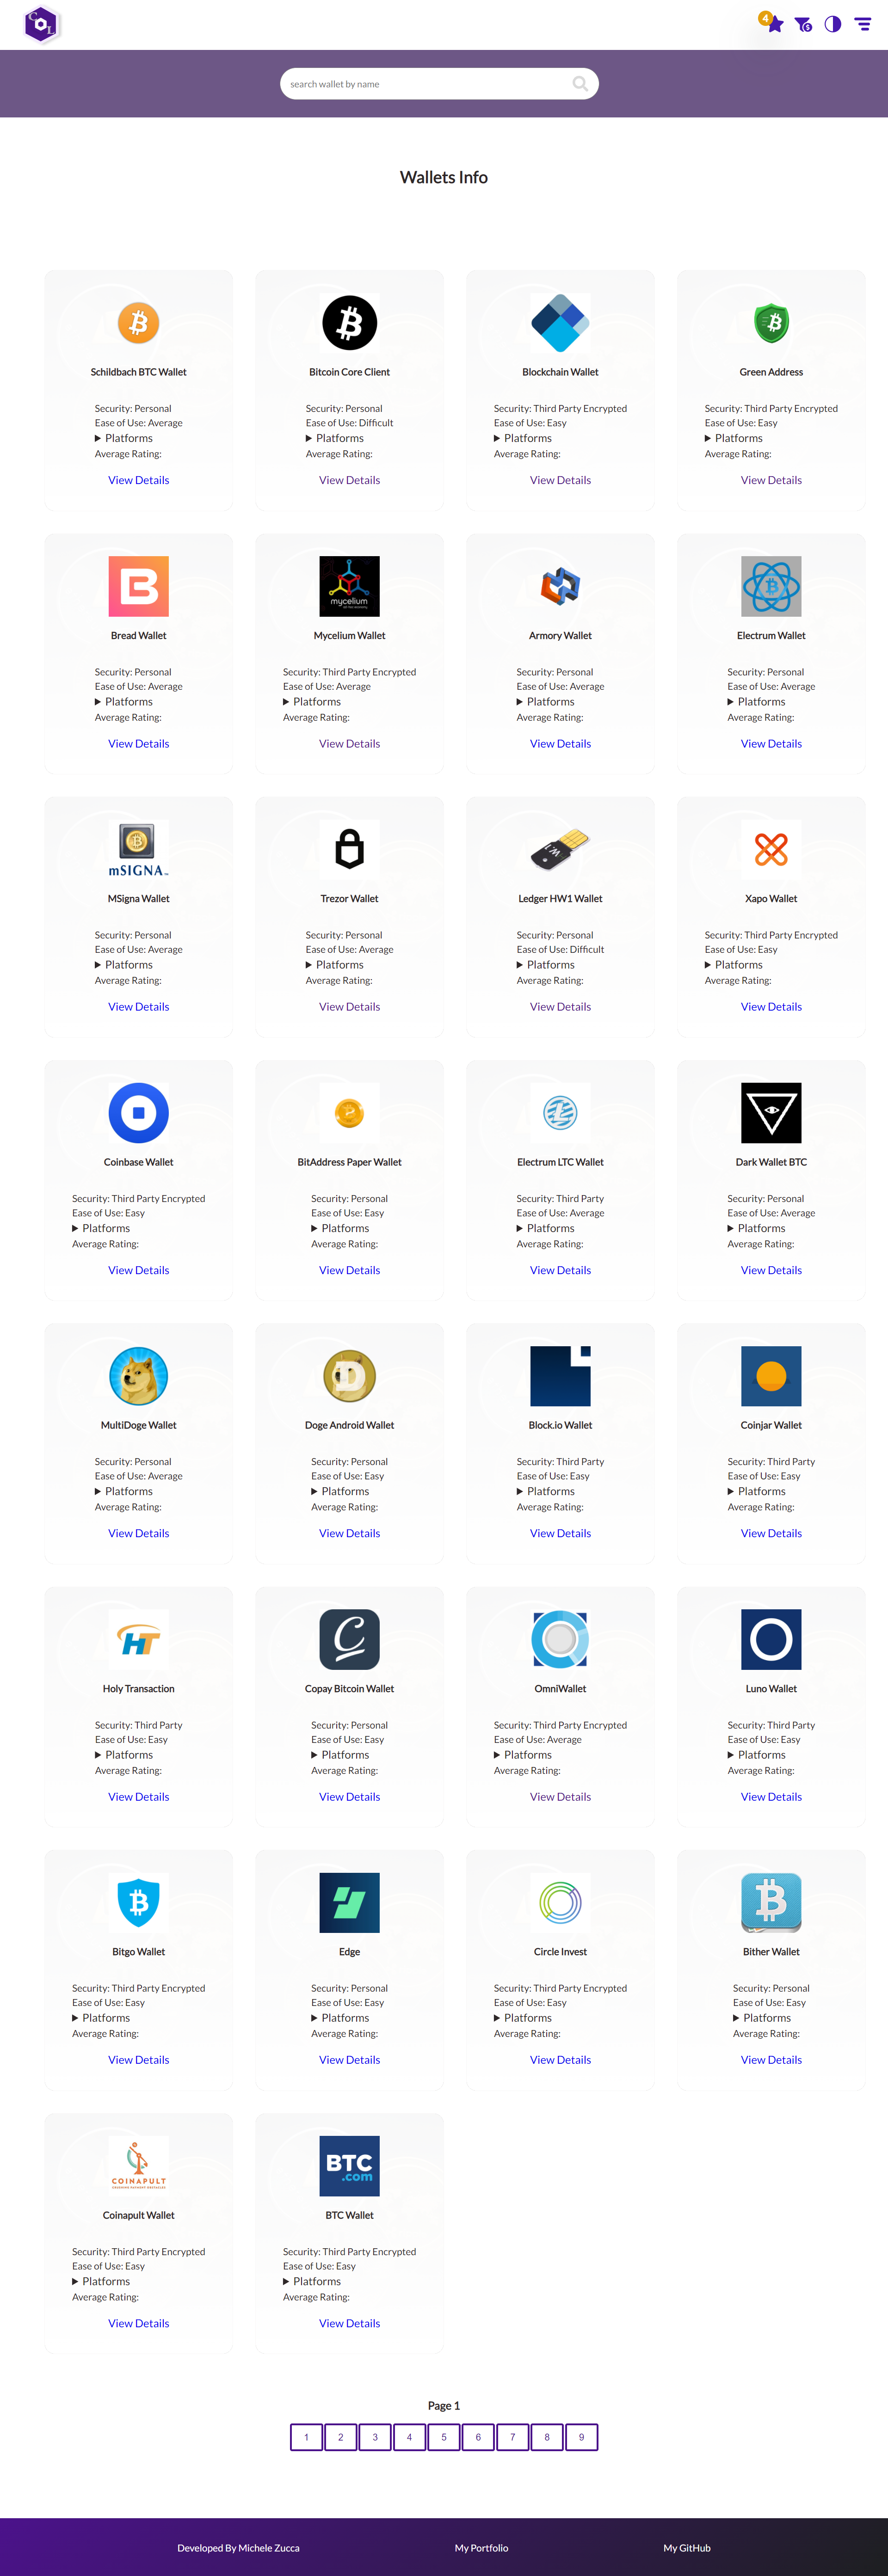 C
L
4
search wallet by name
Wallets Info
Schildbach BTC Wallet
Security: Personal
Ease of Use: Average
Platforms
Average Rating:
View Details
Bitcoin Core Client
Security: Personal
Ease of Use: Difficult
Platforms
Average Rating:
View Details
Blockchain Wallet
Security: Third Party Encrypted
Ease of Use: Easy
Platforms
Average Rating:
View Details
Green Address
Security: Third Party Encrypted
Ease of Use: Easy
Platforms
Average Rating:
View Details
Bread Wallet
Security: Personal
Ease of Use: Average
Platforms
Average Rating:
View Details
mycelium
Mycelium Wallet
Security: Third Party Encrypted
Ease of Use: Average
Platforms
Average Rating:
View Details
Armory Wallet
Security: Personal
Ease of Use: Average
Platforms
Average Rating:
View Details
Electrum Wallet
Security: Personal
Ease of Use: Average
Platforms
Average Rating:
View Details
mSIGNA
MSigna Wallet
Security: Personal
Ease of Use: Average
Platforms
Average Rating:
View Details
Trezor Wallet
Security: Personal
Ease of Use: Average
Platforms
Average Rating:
View Details
Ledger HW1 Wallet
Security: Personal
Ease of Use: Difficult
Platforms
Average Rating:
View Details
Xapo Wallet
Security: Third Party Encrypted
Ease of Use: Easy
Platforms
Average Rating:
View Details
Coinbase Wallet
Security: Third Party Encrypted
Ease of Use: Easy
Platforms
Average Rating:
View Details
BitAddress Paper Wallet
Security: Personal
Ease of Use: Easy
Platforms
Average Rating:
View Details
Electrum LTC Wallet
Security: Third Party
Ease of Use: Average
Platforms
Average Rating:
View Details
Dark Wallet BTC
Security: Personal
Ease of Use: Average
Platforms
Average Rating:
View Details
MultiDoge Wallet
Security: Personal
Ease of Use: Average
Platforms
Average Rating:
View Details
Doge Android Wallet
Security: Personal
Ease of Use: Easy
Platforms
Average Rating:
View Details
Block.io Wallet
Security: Third Party
Ease of Use: Easy
Platforms
Average Rating:
View Details
Coinjar Wallet
Security: Third Party
Ease of Use: Easy
Platforms
Average Rating:
View Details
HT
Holy Transaction
Security: Third Party
Ease of Use: Easy
Platforms
Average Rating:
View Details
Copay Bitcoin Wallet
Security: Personal
Ease of Use: Easy
Platforms
Average Rating:
View Details
OmniWallet
Security: Third Party Encrypted
Ease of Use: Average
Platforms
Average Rating:
View Details
Luno Wallet
Security: Third Party
Ease of Use: Easy
Platforms
Average Rating:
View Details
Bitgo Wallet
Security: Third Party Encrypted
Ease of Use: Easy
Platforms
Average Rating:
View Details
Edge
Security: Personal
Ease of Use: Easy
Platforms
Average Rating:
View Details
Circle Invest
Security: Third Party Encrypted
Ease of Use: Easy
Platforms
Average Rating:
View Details
Bither Wallet
Security: Personal
Ease of Use: Easy
Platforms
Average Rating:
View Details
COINAPULT
Coinapult Wallet
Security: Third Party Encrypted
Ease of Use: Easy
Platforms
Average Rating:
View Details
BTC
.com
BTC Wallet
Security: Third Party Encrypted
Ease of Use: Easy
Platforms
Average Rating:
View Details
Page 1
1 2 3 4 5 6 7 8 9
Developed By Michele Zucca My Portfolio My GitHub